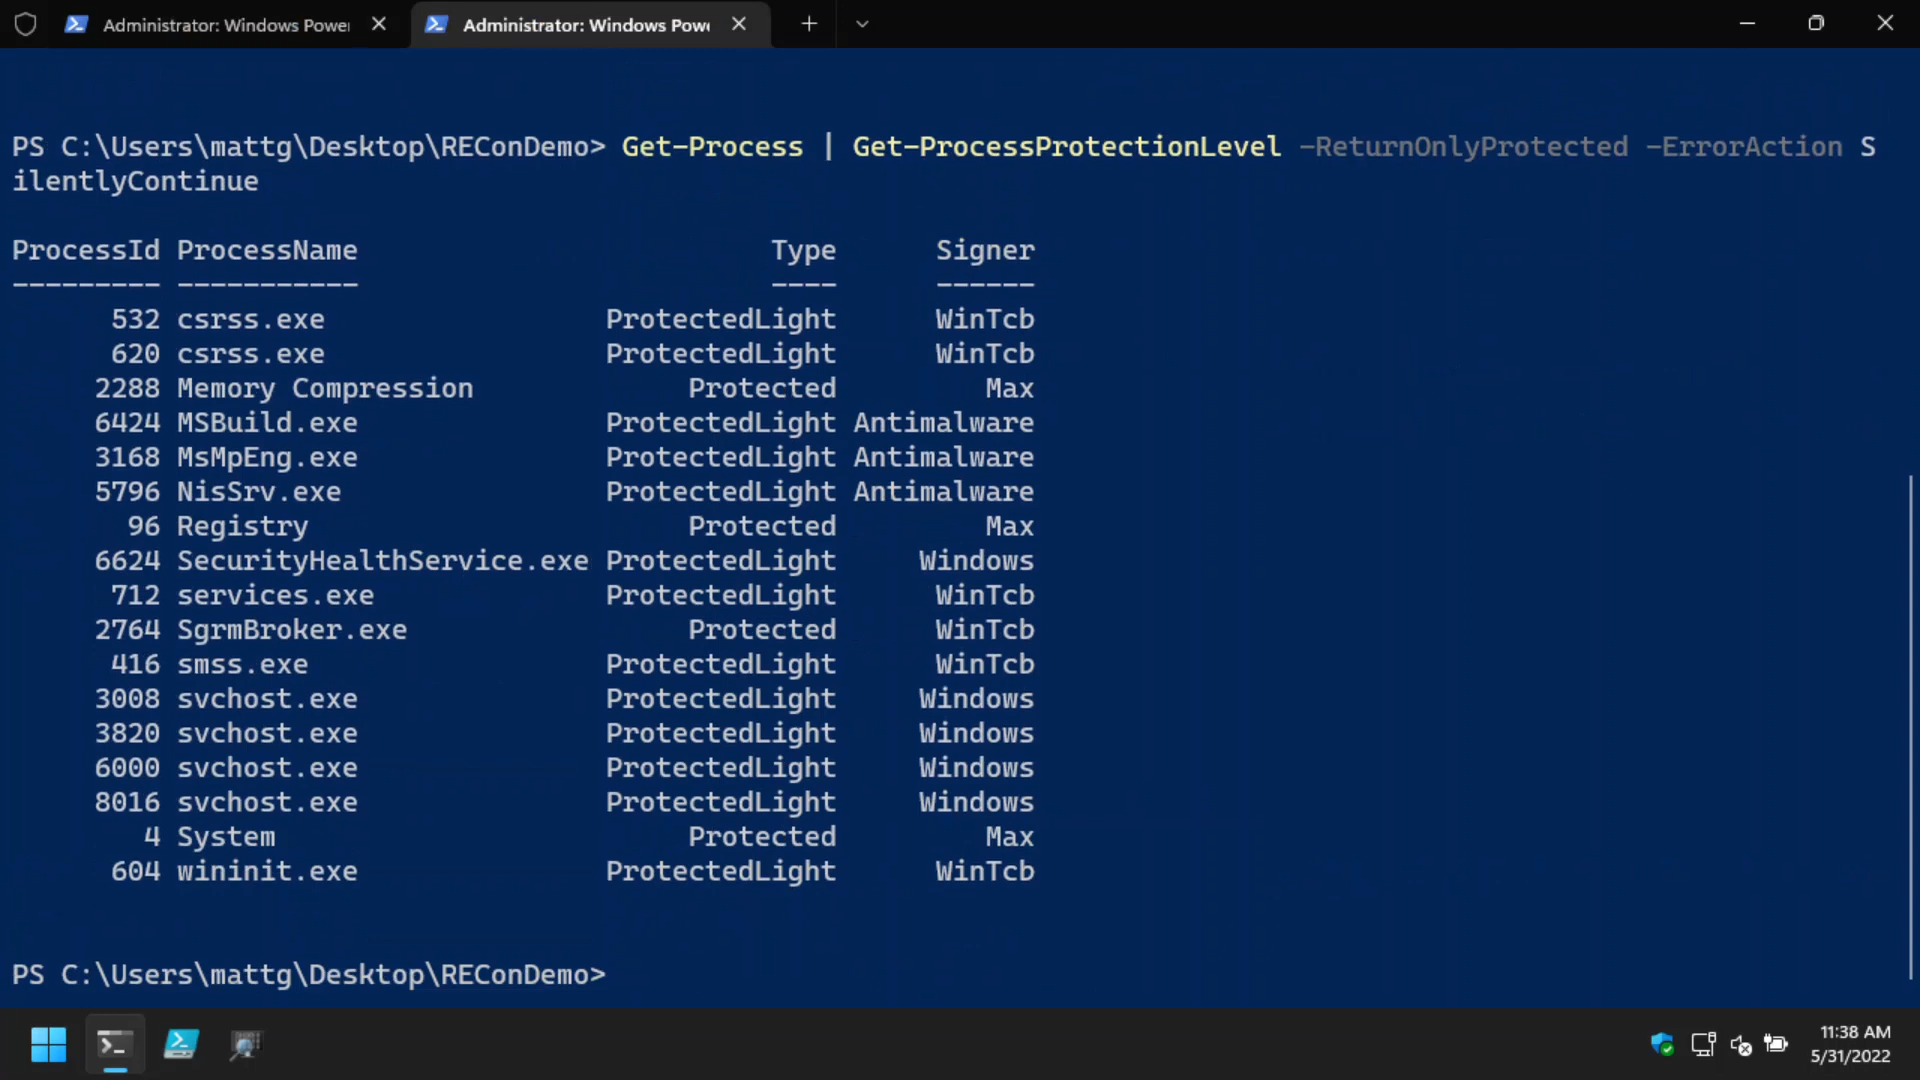 Administrator: Windows Power
Administrator: Windows Powe
PS C:\Users\mattg\Desktop\REConDemo> Get-Process | Get-ProcessProtectionLevel -ReturnOnlyProtected -ErrorAction S
ilentlyContinue
ProcessId ProcessName Type Signer
--------- ----------- ---- ------
532 csrss.exe ProtectedLight WinTcb
620 csrss.exe ProtectedLight WinTcb
2288 Memory Compression Protected Max
6424 MSBuild.exe ProtectedLight Antimalware
3168 MsMpEng.exe ProtectedLight Antimalware
5796 NisSrv.exe ProtectedLight Antimalware
96 Registry Protected Max
6624 SecurityHealthService.exe ProtectedLight Windows
712 services.exe ProtectedLight WinTcb
2764 SgrmBroker.exe Protected WinTcb
416 smss.exe ProtectedLight WinTcb
3008 svchost.exe ProtectedLight Windows
3820 svchost.exe ProtectedLight Windows
6000 svchost.exe ProtectedLight Windows
8016 svchost.exe ProtectedLight Windows
4 System Protected Max
604 wininit.exe ProtectedLight WinTcb
PS C:\Users\mattg\Desktop\REConDemo>
11:38 AM
5/31/2022